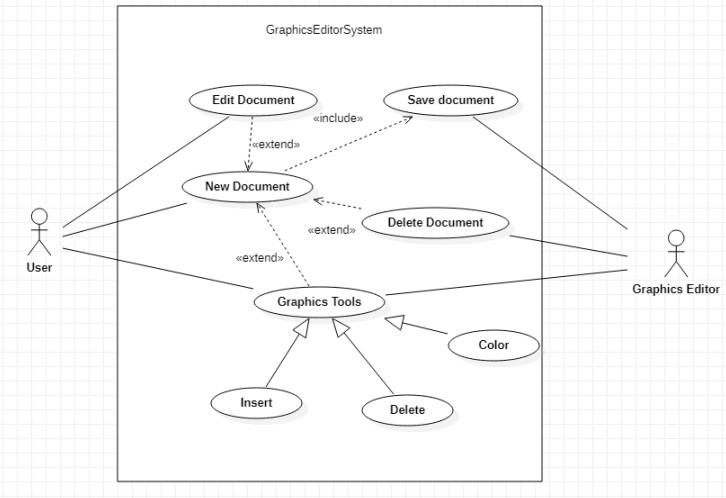 GraphicsEditorSystem
Edit Document
Save document
«include»
«extend»
New Document
Delete Document
«extend»
«extend»
User
Graphics Editor
Graphics Tools
Color
Insert
Delete